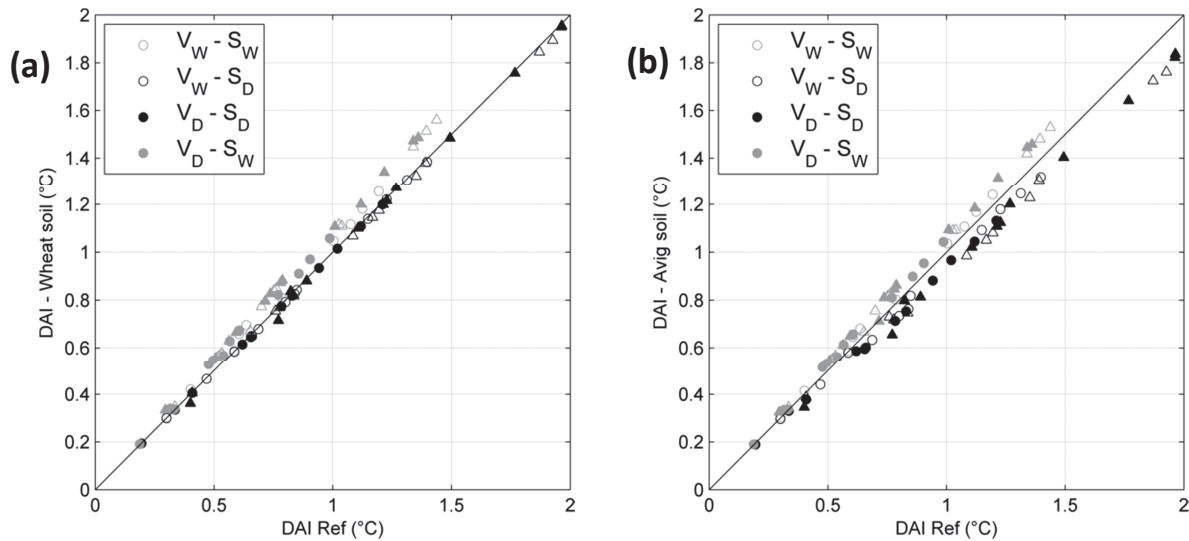 (a)
2
1.8
1.6
1.4
1.2
1
0.8
0.6
0.4
0.2
0
0
0.5
1
1.5
2
DAI - Wheat soil (°C)
DAI Ref (°C)
V_W - S_W
V_W - S_D
V_D - S_D
V_D - S_W
(b)
2
1.8
1.6
1.4
1.2
1
0.8
0.6
0.4
0.2
0
0
0.5
1
1.5
2
DAI - Avig soil (°C)
DAI Ref (°C)
V_W - S_W
V_W - S_D
V_D - S_D
V_D - S_W